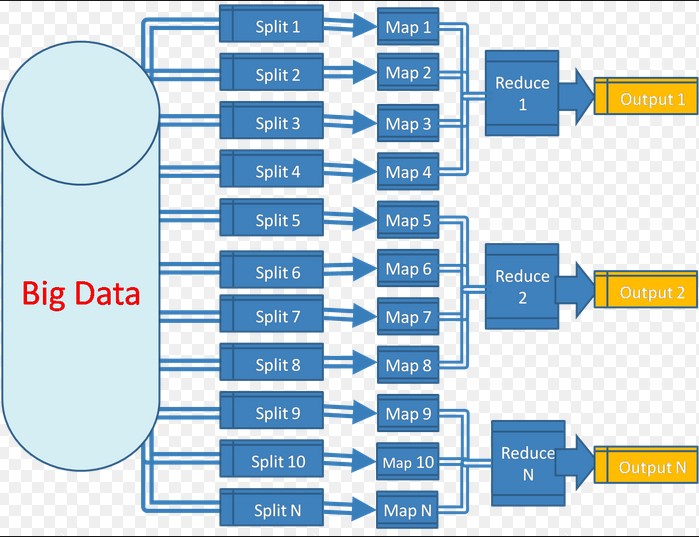 Big Data
Split 1
Map 1
Split 2
Map 2
Split 3
Map 3
Split 4
Map 4
Reduce
1
Output 1
Split 5
Map 5
Split 6
Map 6
Split 7
Map 7
Split 8
Map 8
Reduce
2
Output 2
Split 9
Map 9
Split 10
Map 10
Split N
Map N
Reduce
N
Output N